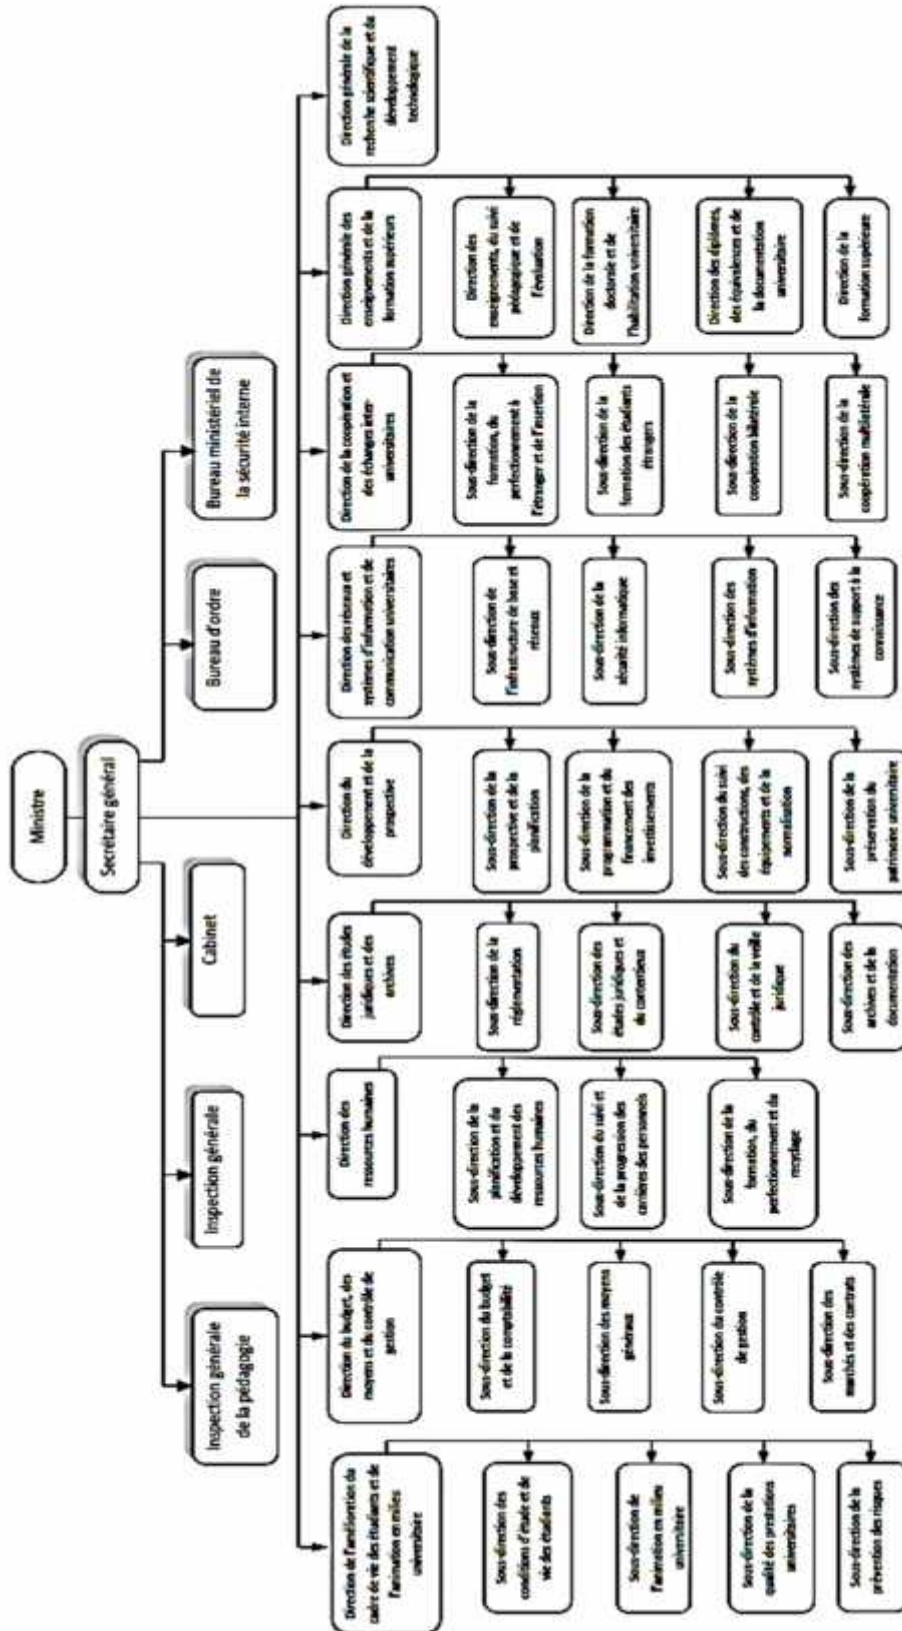 Ministre
Secrétaire général
Inspection générale
de la pédagogie
Inspection générale
Cabinet
Bureau d'ordre
Bureau ministériel de
la sécurité interne
Direction de l'amélioration du
cadre de vie des étudiants et de
l'animation en milieu
universitaire
Sous-direction des
conditions d'étude et de
vie des étudiants
Sous-direction de
l'animation en milieu
universitaire
Sous-direction de la
qualité des prestations
universitaires
Sous-direction de la
prévention des risques
Direction du budget, des
moyens et du contrôle de
gestion
Sous-direction du budget
et de la comptabilité
Sous-direction des moyens
généraux
Sous-direction du contrôle
de gestion
Sous-direction des
marchés et des contrats
Direction des
ressources humaines
Sous-direction de la
planification et du
développement des
ressources humaines
Sous-direction du suivi et
de la progression des
carrières des personnels
Sous-direction de la
formation, du
perfectionnement et du
recyclage
Direction des études
juridiques et des
archives
Sous-direction de la
réglementation
Sous-direction des
études juridiques et
du contentieux
Sous-direction du
contrôle et de la veille
juridique
Sous-direction des
archives et de la
documentation
Direction du
développement et de la
prospective
Sous-direction de la
prospective et de la
planification
Sous-direction de la
programmation et du
financement des
investissements
Sous-direction du suivi
des constructions, des
équipements et de la
normalisation
Sous-direction de la
préservation du
patrimoine universitaire
Direction des réseaux et
systèmes d'information et de
communication universitaires
Sous-direction de
l'infrastructure de base et
réseaux
Sous-direction de la
sécurité informatique
Sous-direction des
systèmes d'information
Sous-direction des
systèmes de support à la
connaissance
Direction de la coopération et
des échanges inter-
universitaires
Sous-direction de la
formation, du
perfectionnement à
l'étranger et de l'insertion
Sous-direction de la
formation des étudiants
étrangers
Sous-direction de la
coopération bilatérale
Sous-direction de la
coopération multilatérale
Direction générale des
enseignements et de la
formation supérieurs
Direction des
enseignements, du suivi
pédagogique et de
l'évaluation
Direction de la formation
doctorale et de
l'habilitation universitaire
Direction des diplômes,
des équivalences et de
la documentation
universitaire
Direction de la
formation supérieure
Direction générale de la
recherche scientifique et du
développement
technologique